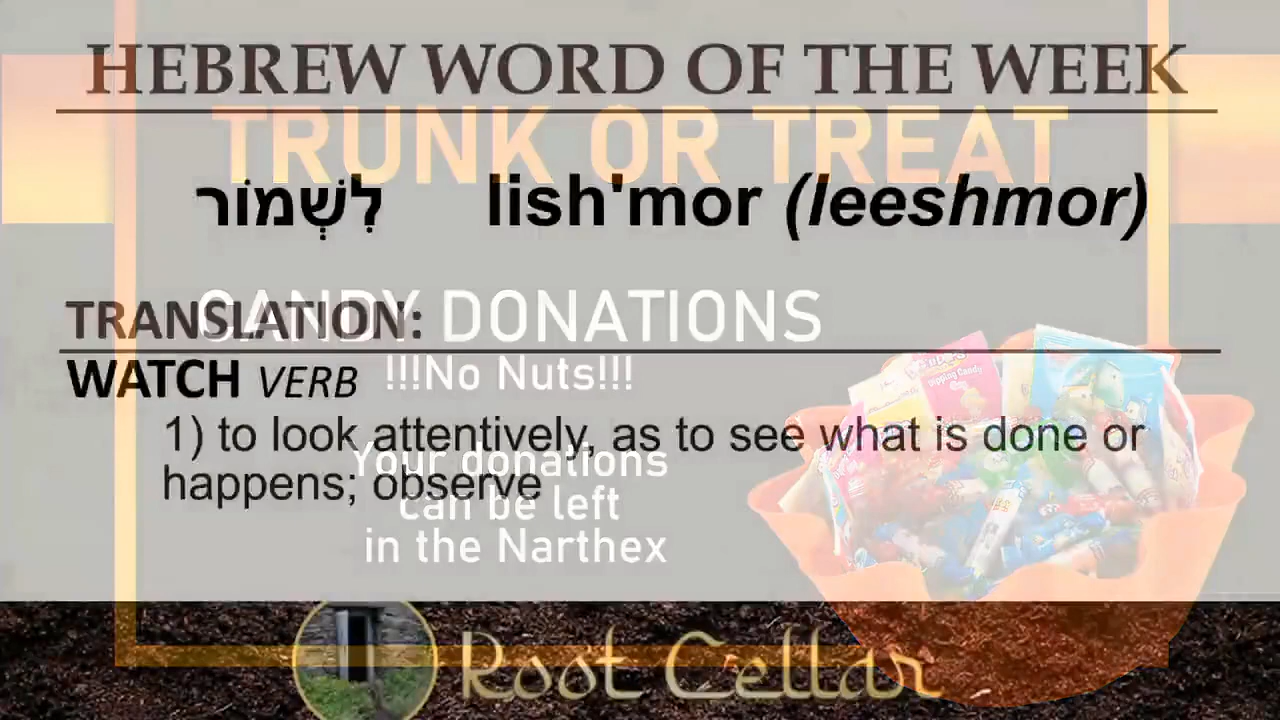 HEBREW WORD OF THE WEEK
TRUNK OR TREAT
לִשְׁמוֹר lish'mor (leeshmor)
CANDY DONATIONS
TRANSLATION:
!!!No Nuts!!!
WATCH VERB
1) to look attentively, as to see what is done or
happens; observe
Your donations
can be left
in the Narthex
Dipping Candy
Root Cellar